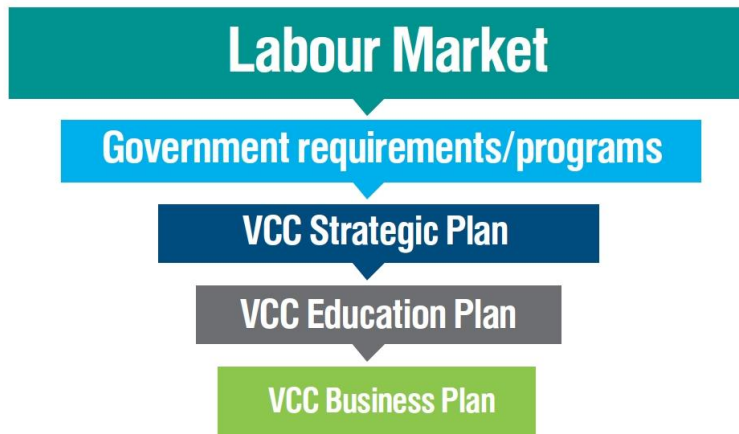 Labour Market
Government requirements/programs
VCC Strategic Plan
VCC Education Plan
VCC Business Plan